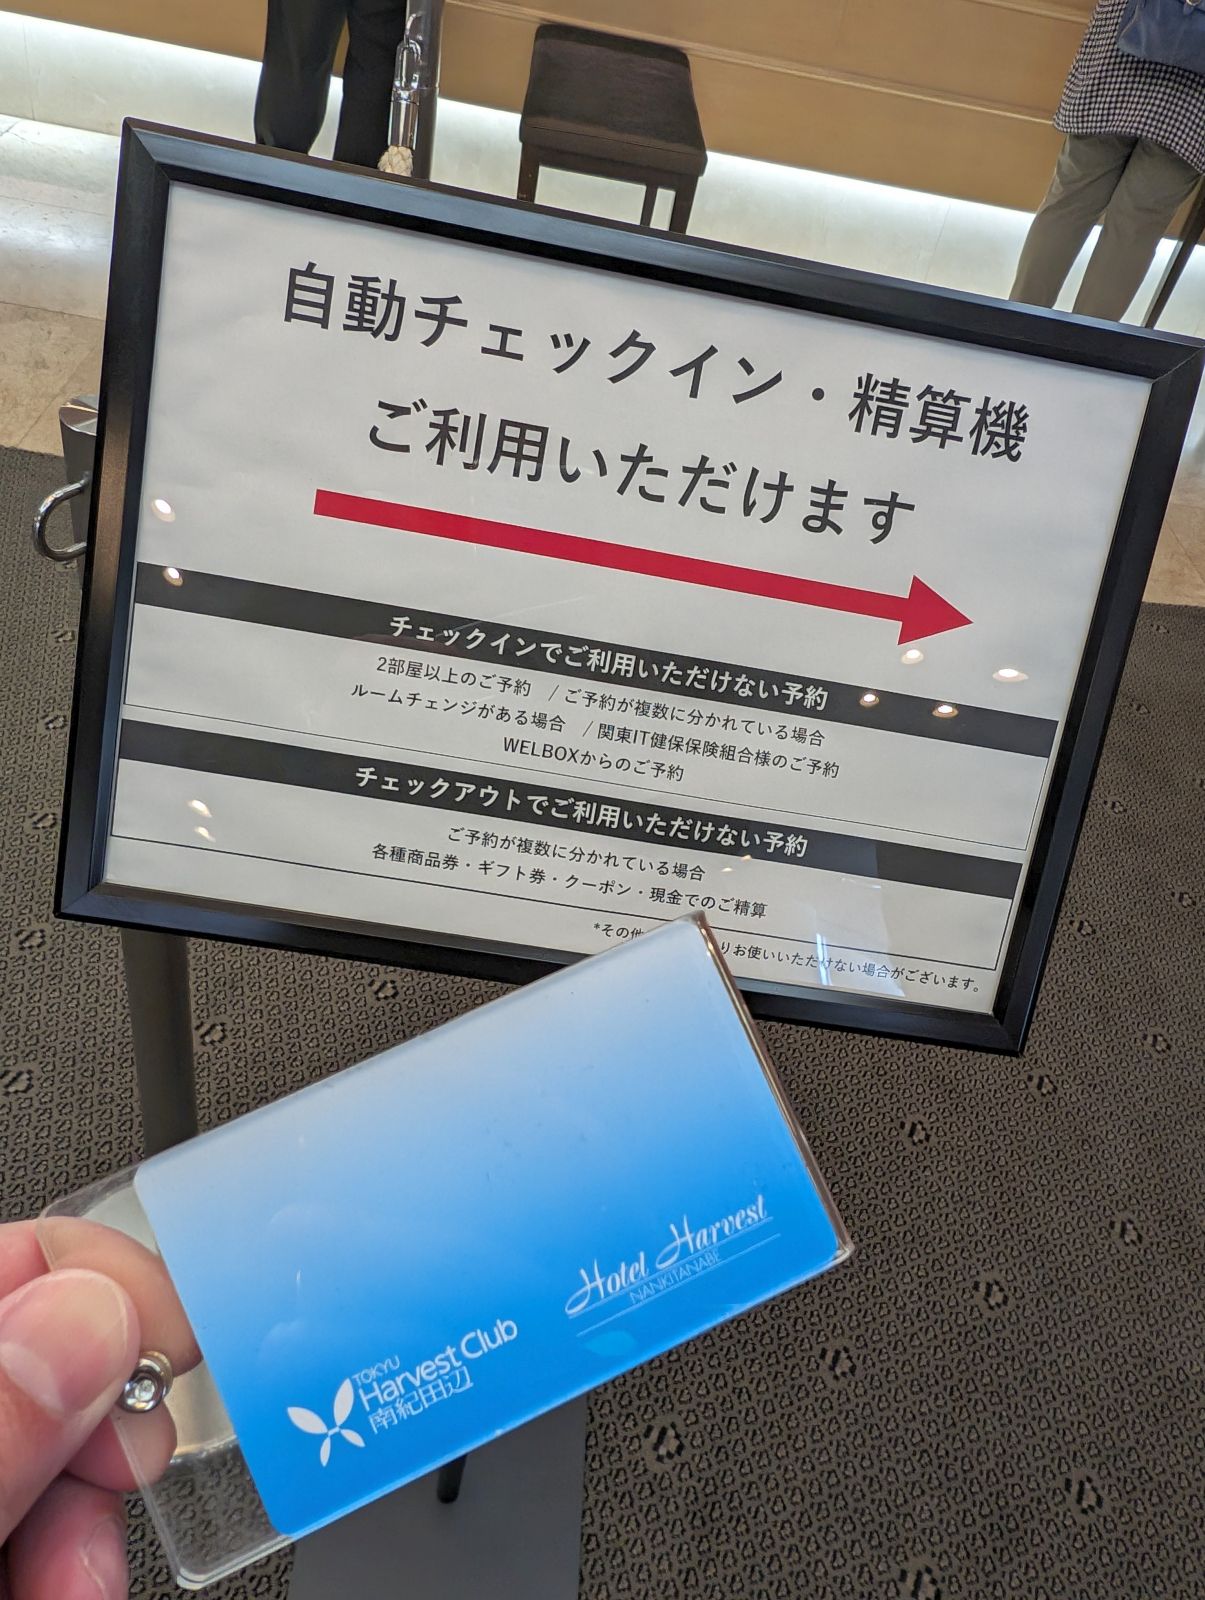 自動チェックイン・精算機
ご利用いただけます
チェックインでご利用いただけない予約
2部屋以上のご予約 / ご予約が複数に分かれている場合
ルームチェンジがある場合 / 関東IT健保保険組合様のご予約
WELBOXからのご予約
チェックアウトでご利用いただけない予約
ご予約が複数に分かれている場合
各種商品券・ギフト券・クーポン・現金でのご精算
*その他 りお使いいただけない場合がございます。
Hotel Harvest
NANKITANABE
TOKYU
Harvest Club
南紀田辺